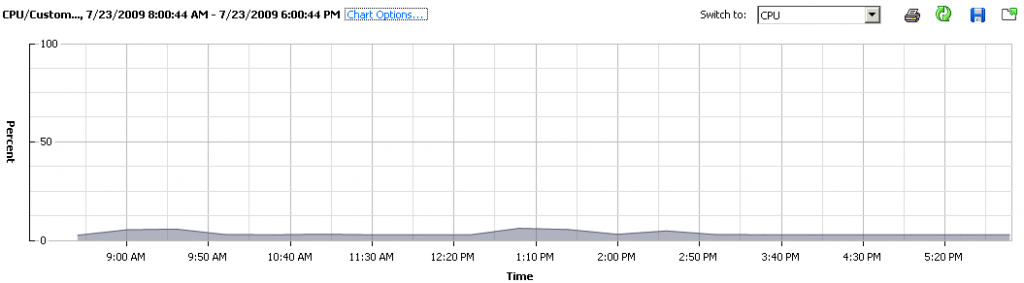 CPU/Custom..., 7/23/2009 8:00:44 AM - 7/23/2009 6:00:44 PM Chart Options... Switch to: CPU
100
50
0
Percent
9:00 AM 9:50 AM 10:40 AM 11:30 AM 12:20 PM 1:10 PM 2:00 PM 2:50 PM 3:40 PM 4:30 PM 5:20 PM
Time